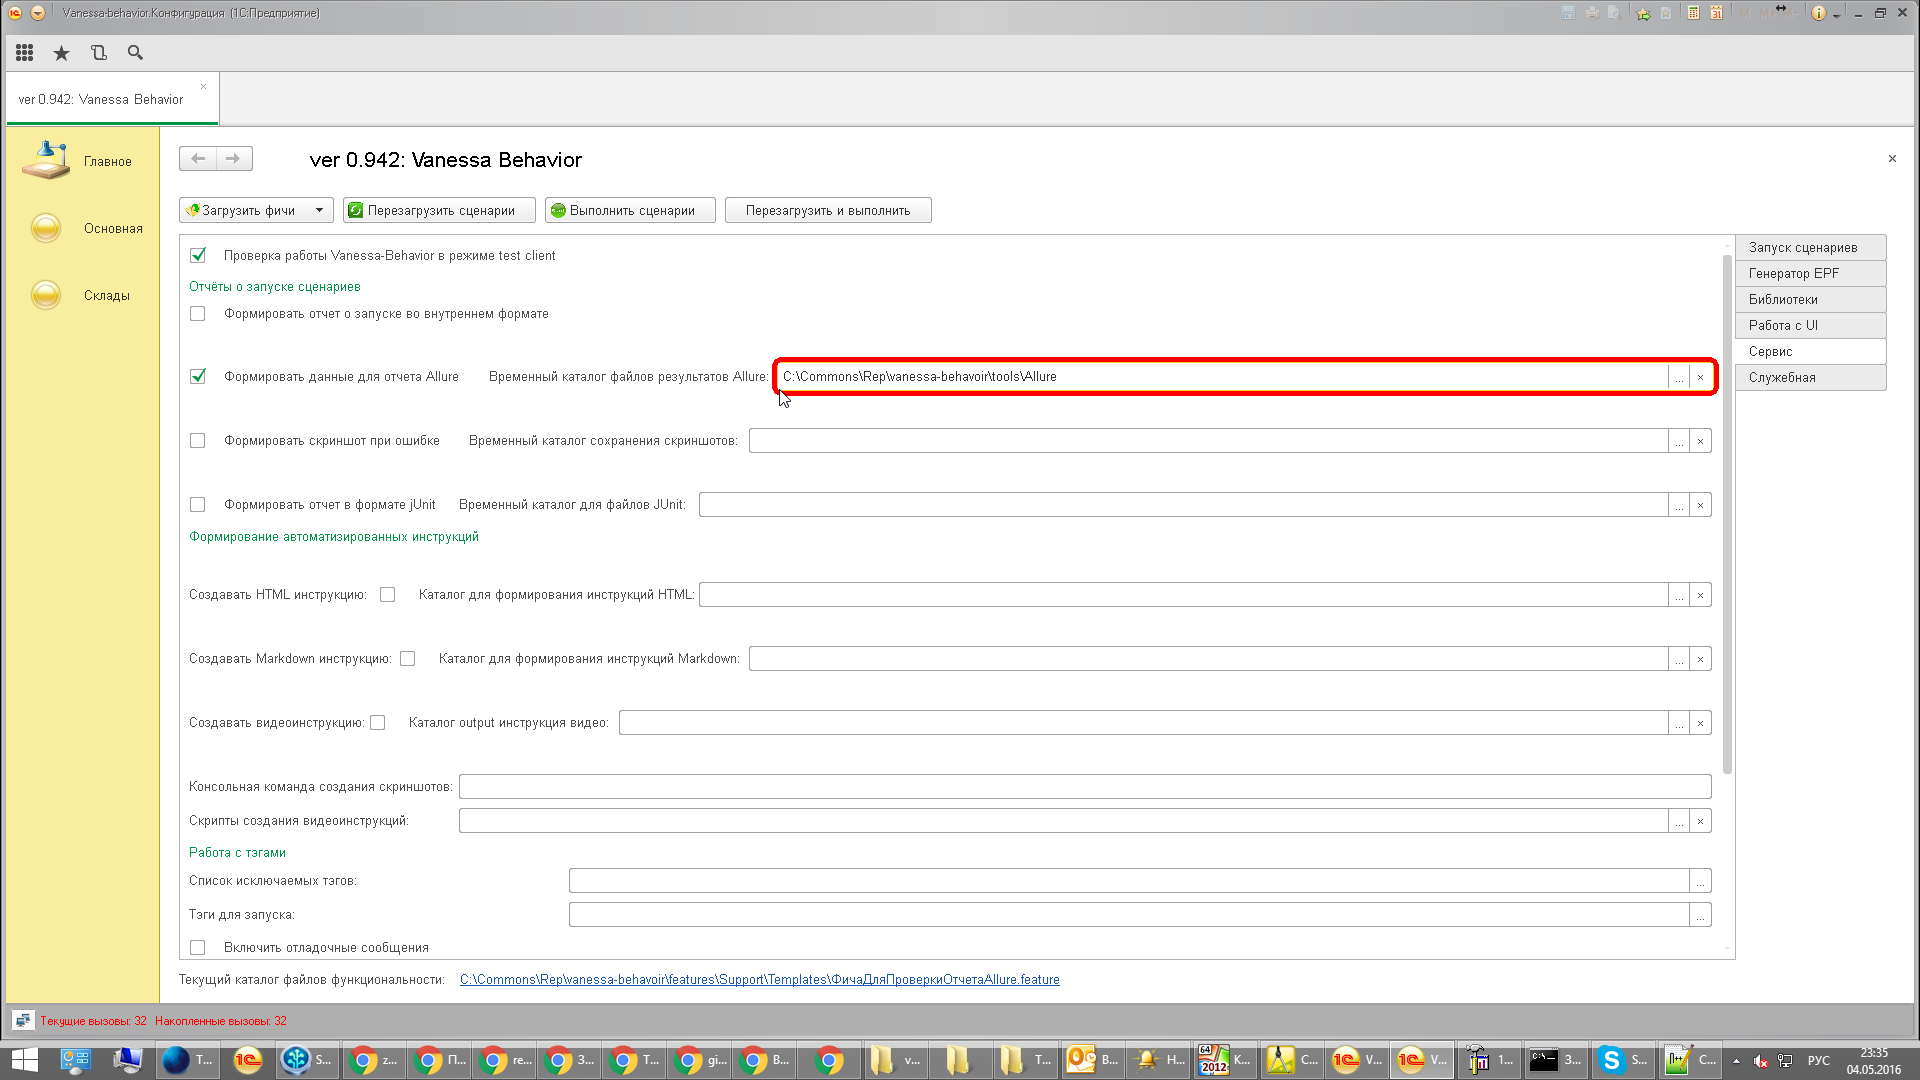 Vanessa-behavior.Конфигурация (1С:Предприятие)
ver 0.942: Vanessa Behavior
Главное
Основная
Склады
ver 0.942: Vanessa Behavior
Загрузить фичи
Перезагрузить сценарии
Выполнить сценарии
Перезагрузить и выполнить
Проверка работы Vanessa-Behavior в режиме test client
Отчёты о запуске сценариев
Формировать отчет о запуске во внутреннем формате
Формировать данные для отчета Allure Временный каталог файлов результатов Allure: C:\Commons\Rep\vanessa-behavoir\tools\Allure
Формировать скриншот при ошибке Временный каталог сохранения скриншотов:
Формировать отчет в формате jUnit Временный каталог для файлов JUnit:
Формирование автоматизированных инструкций
Создавать HTML инструкцию: Каталог для формирования инструкций HTML:
Создавать Markdown инструкцию: Каталог для формирования инструкций Markdown:
Создавать видеоинструкцию: Каталог output инструкция видео:
Консольная команда создания скриншотов:
Скрипты создания видеоинструкций:
Работа с тэгами
Список исключаемых тэгов:
Тэги для запуска:
Включить отладочные сообщения
Запуск сценариев
Генератор EPF
Библиотеки
Работа с UI
Сервис
Служебная
Текущий каталог файлов функциональности: C:\Commons\Rep\vanessa-behavoir\features\Support\Templates\ФичаДляПроверкиОтчетаAllure.feature
Текущие вызовы: 32 Накопленные вызовы: 32
T... S... z... П... re... З... T... gi... В... v... T... В... Н... К... С... V... V... 1... З... S... С... РУС
23:35
04.05.2016